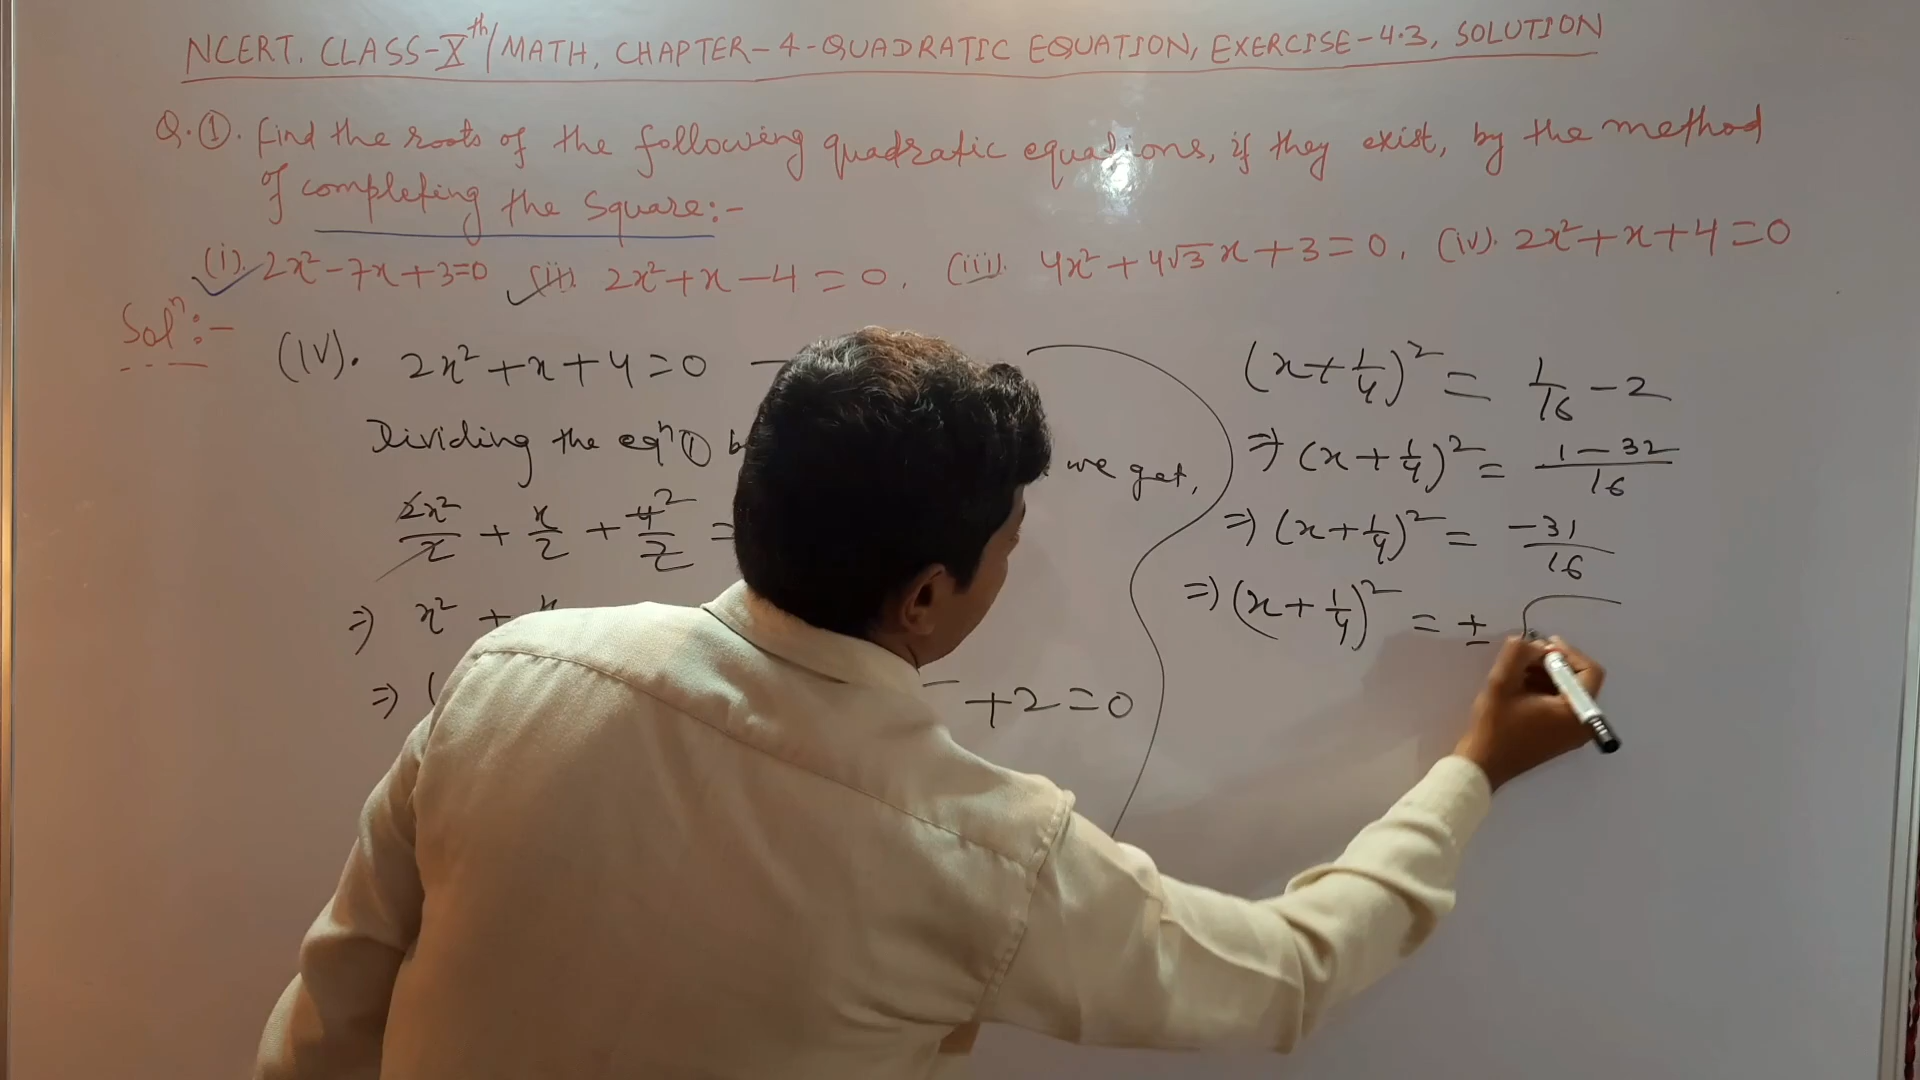 NCERT. CLASS-Xth/MATH, CHAPTER-4-QUADRATIC EQUATION, EXERCISE-4.3, SOLUTION
Q.①. Find the roots of the following quadratic equations, if they exist, by the method
of completing the square:-
(i). 2x²-7x+3=0 (ii). 2x²+x-4=0, (iii). 4x²+4√3x+3=0, (iv). 2x²+x+4=0
Solⁿ:-
(iv). 2x²+x+4=0 —
Dividing the eqⁿ① b we get,
2x²/2 + x/2 + 4²/2 =
⇒ x² +
⇒ ( +2=0
(x+1/4)² = 1/16 -2
⇒ (x+1/4)² = 1-32/16
⇒ (x+1/4)² = -31/16
⇒ (x+1/4)² = ±